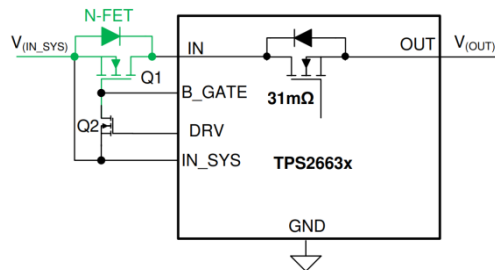 N-FET
V(IN_SYS)
IN
OUT
V(OUT)
Q1
B_GATE
31mΩ
Q2
DRV
IN_SYS
TPS2663x
GND